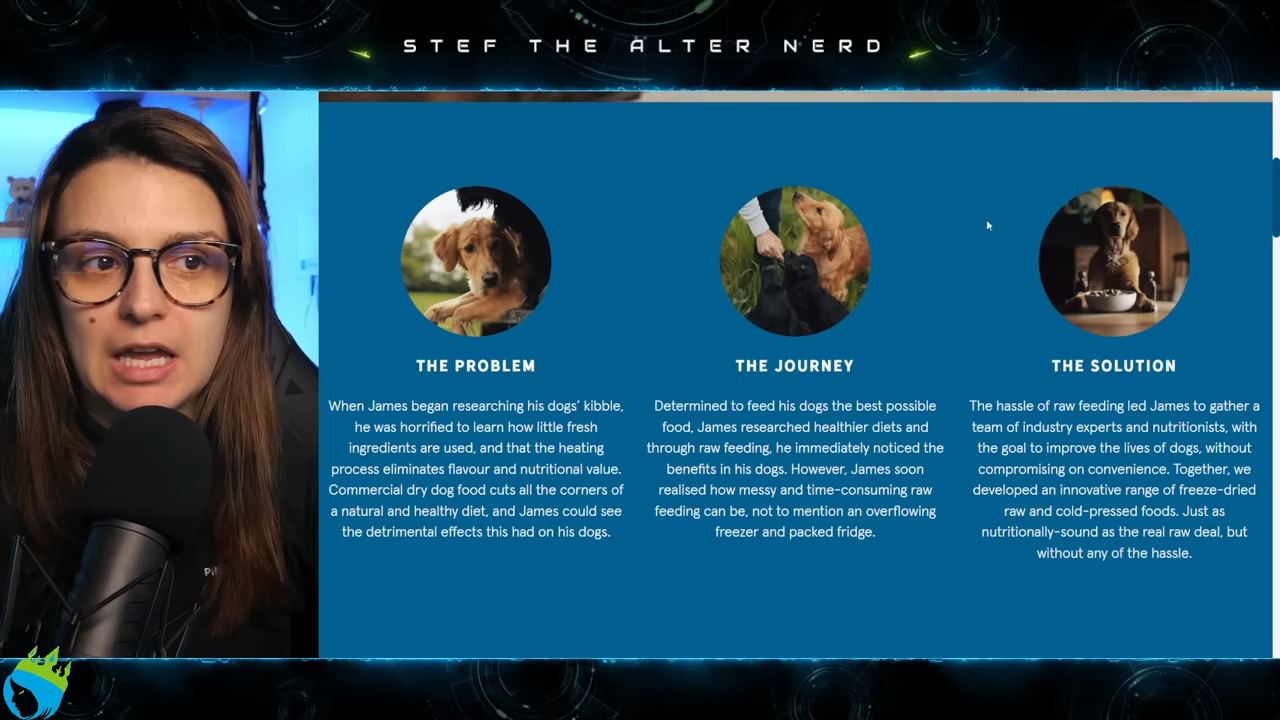 STEF THE ALTER NERD
THE PROBLEM
When James began researching his dogs’ kibble,
he was horrified to learn how little fresh
ingredients are used, and that the heating
process eliminates flavour and nutritional value.
Commercial dry dog food cuts all the corners of
a natural and healthy diet, and James could see
the detrimental effects this had on his dogs.
THE JOURNEY
Determined to feed his dogs the best possible
food, James researched healthier diets and
through raw feeding, he immediately noticed the
benefits in his dogs. However, James soon
realised how messy and time-consuming raw
feeding can be, not to mention an overflowing
freezer and packed fridge.
THE SOLUTION
The hassle of raw feeding led James to gather a
team of industry experts and nutritionists, with
the goal to improve the lives of dogs, without
compromising on convenience. Together, we
developed an innovative range of freeze-dried
raw and cold-pressed foods. Just as
nutritionally-sound as the real raw deal, but
without any of the hassle.